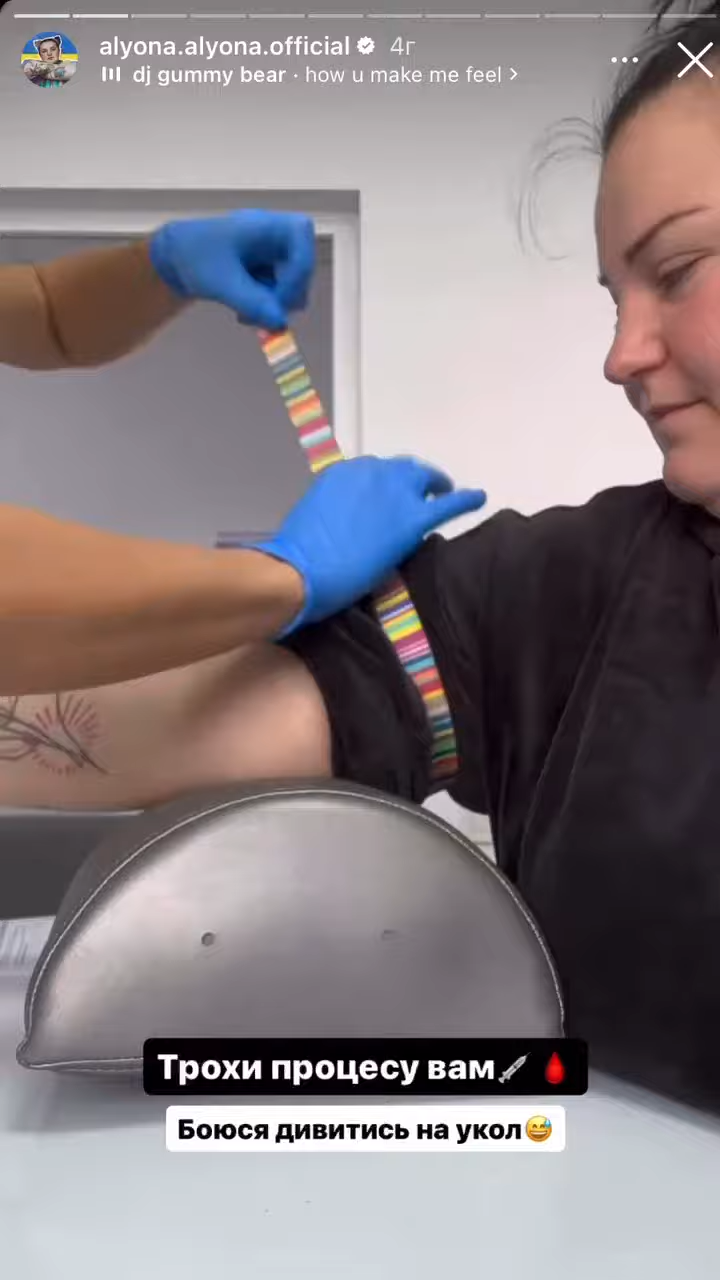 alyona.alyona.official 4г
dj gummy bear · how u make me feel
Трохи процесу вам💉🩸
Боюся дивитись на укол😅